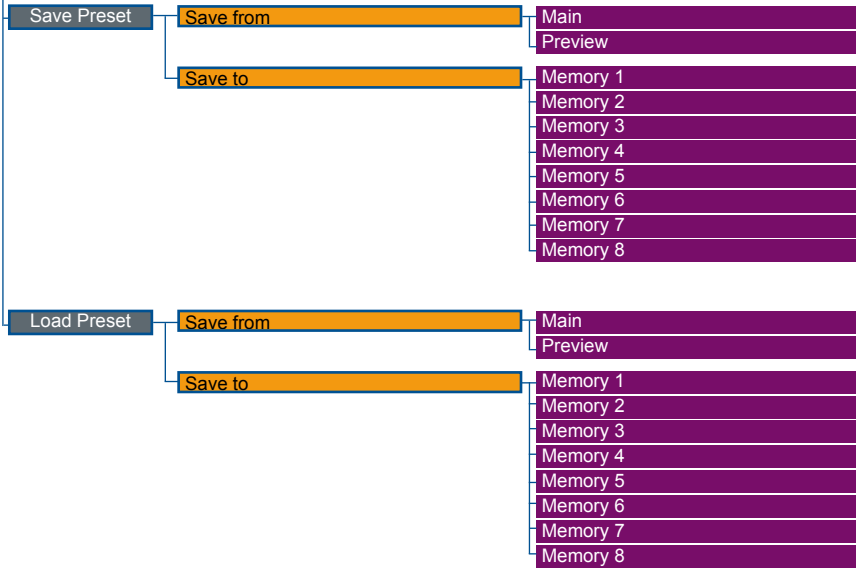 Save Preset
Save from
Main
Preview
Save to
Memory 1
Memory 2
Memory 3
Memory 4
Memory 5
Memory 6
Memory 7
Memory 8
Load Preset
Save from
Main
Preview
Save to
Memory 1
Memory 2
Memory 3
Memory 4
Memory 5
Memory 6
Memory 7
Memory 8